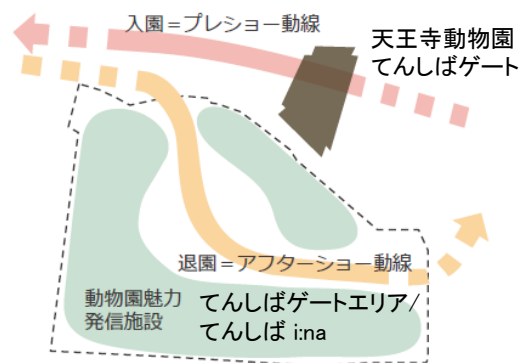 入園＝プレショー動線
天王寺動物園
てんしばゲート
退園＝アフターショー動線
動物園魅力
発信施設
てんしばゲートエリア/
てんしば i:na